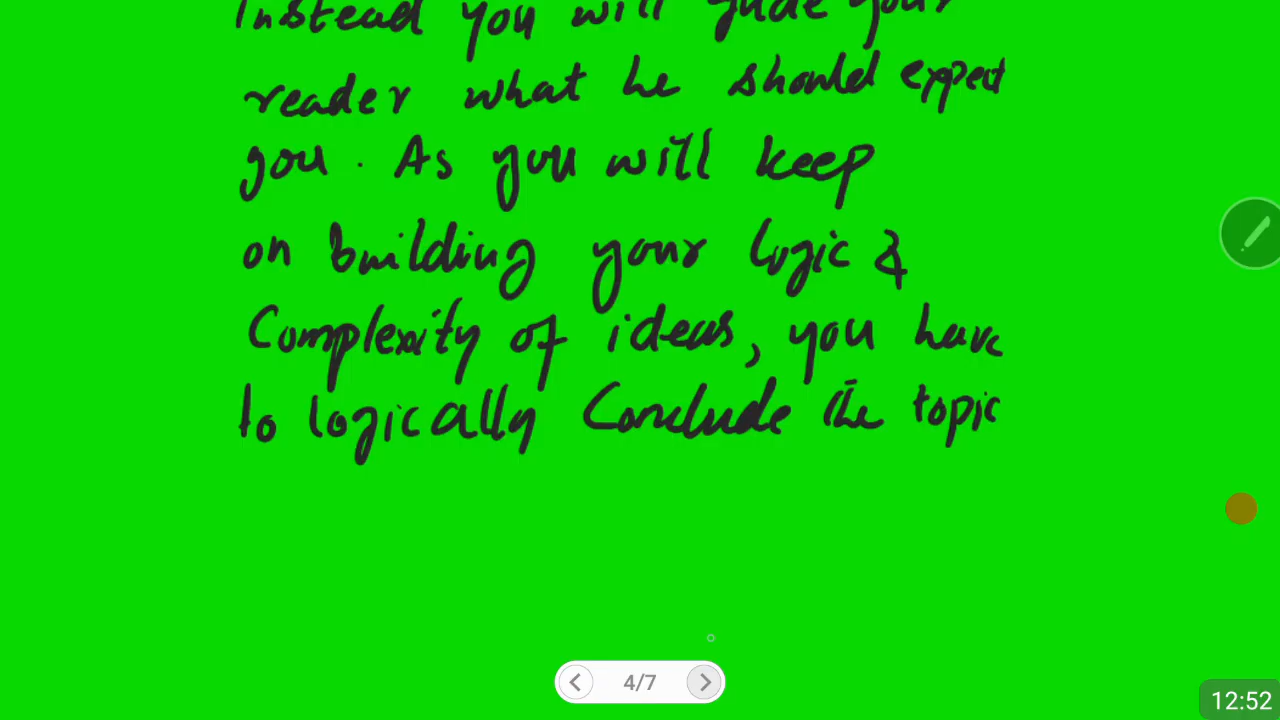 Instead you will guide your
reader what he should expect
you. As you will keep
on building your logic &
Complexity of ideas, you have
to logically Conclude the topic
4/7
12:52